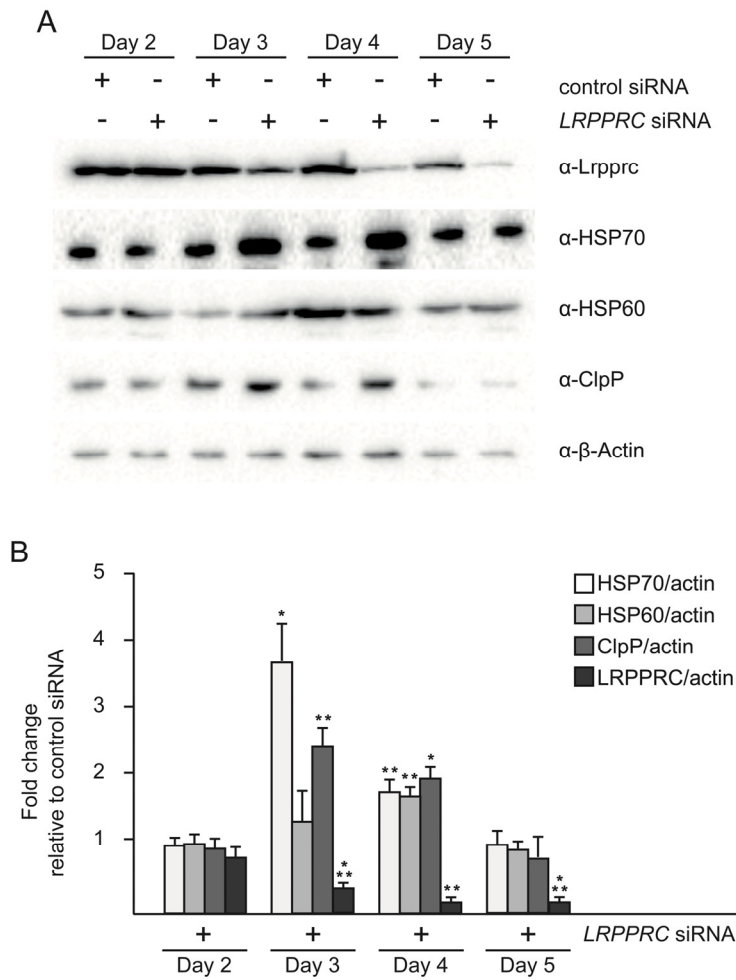 A
Day 2 Day 3 Day 4 Day 5
+ - + - + - + - control siRNA
- + - + - + - + LRPPRC siRNA
α-Lrpprc
α-HSP70
α-HSP60
α-ClpP
α-β-Actin
B
Fold change
relative to control siRNA
5
4
3
2
1
*
**
*
**
**
**
*
**
*
**
HSP70/actin
HSP60/actin
ClpP/actin
LRPPRC/actin
+ + + + LRPPRC siRNA
Day 2 Day 3 Day 4 Day 5